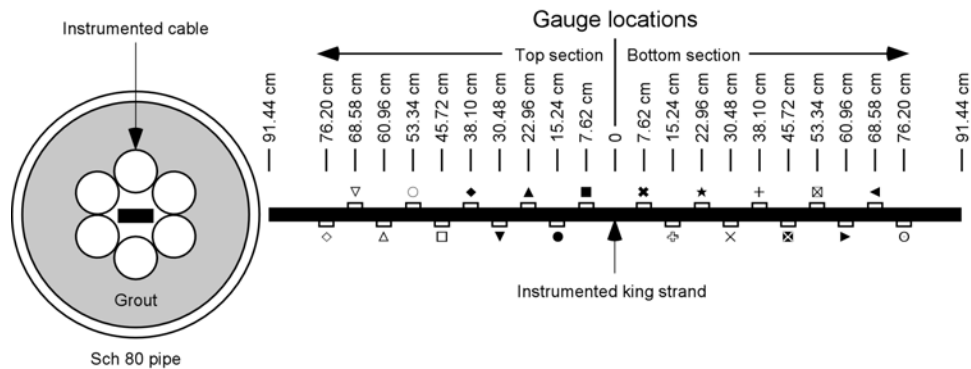 Instrumented cable
Grout
Sch 80 pipe
Gauge locations
Top section
Bottom section
91.44 cm
76.20 cm
68.58 cm
60.96 cm
53.34 cm
45.72 cm
38.10 cm
30.48 cm
22.96 cm
15.24 cm
7.62 cm
0
7.62 cm
15.24 cm
22.96 cm
30.48 cm
38.10 cm
45.72 cm
53.34 cm
60.96 cm
68.58 cm
76.20 cm
91.44 cm
Instrumented king strand